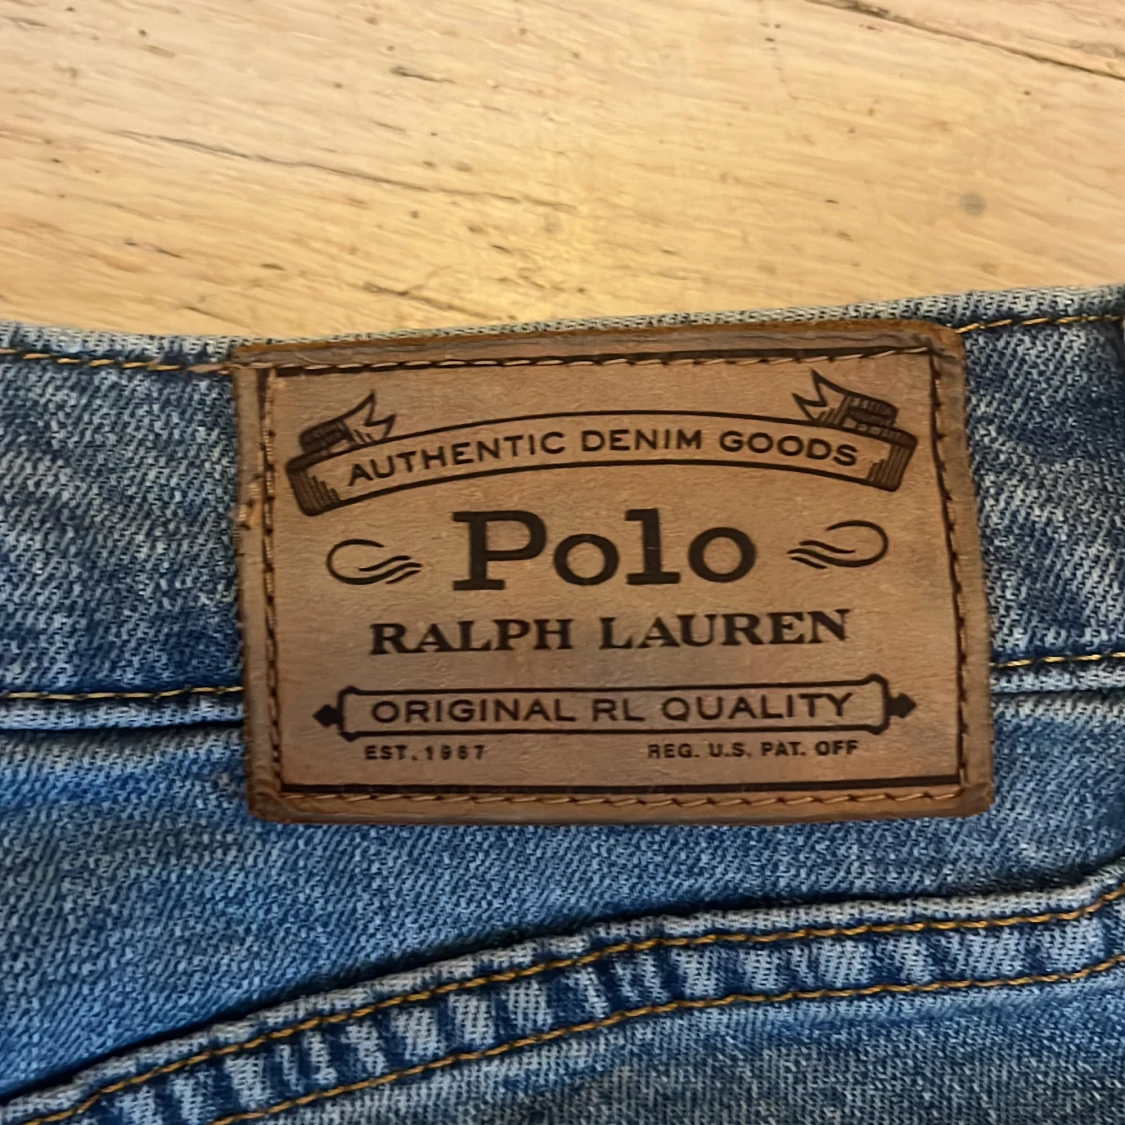 AUTHENTIC DENIM GOODS
Polo
RALPH LAUREN
ORIGINAL RL QUALITY
EST. 1967 REG. U.S. PAT. OFF